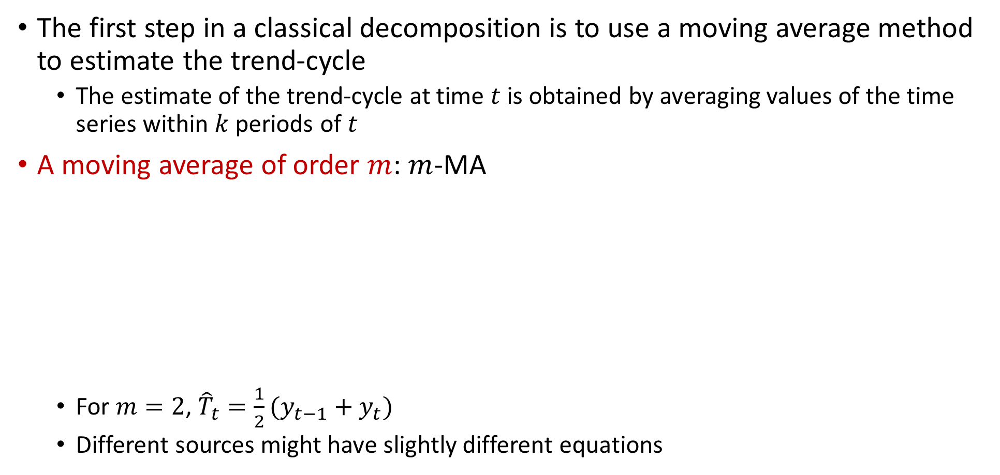 • The first step in a classical decomposition is to use a moving average method
to estimate the trend-cycle
• The estimate of the trend-cycle at time 𝑡 is obtained by averaging values of the time
series within 𝑘 periods of 𝑡
• A moving average of order 𝑚: 𝑚-MA
• For 𝑚 = 2, T̂_t = 1/2 (y_{t−1} + y_t)
• Different sources might have slightly different equations